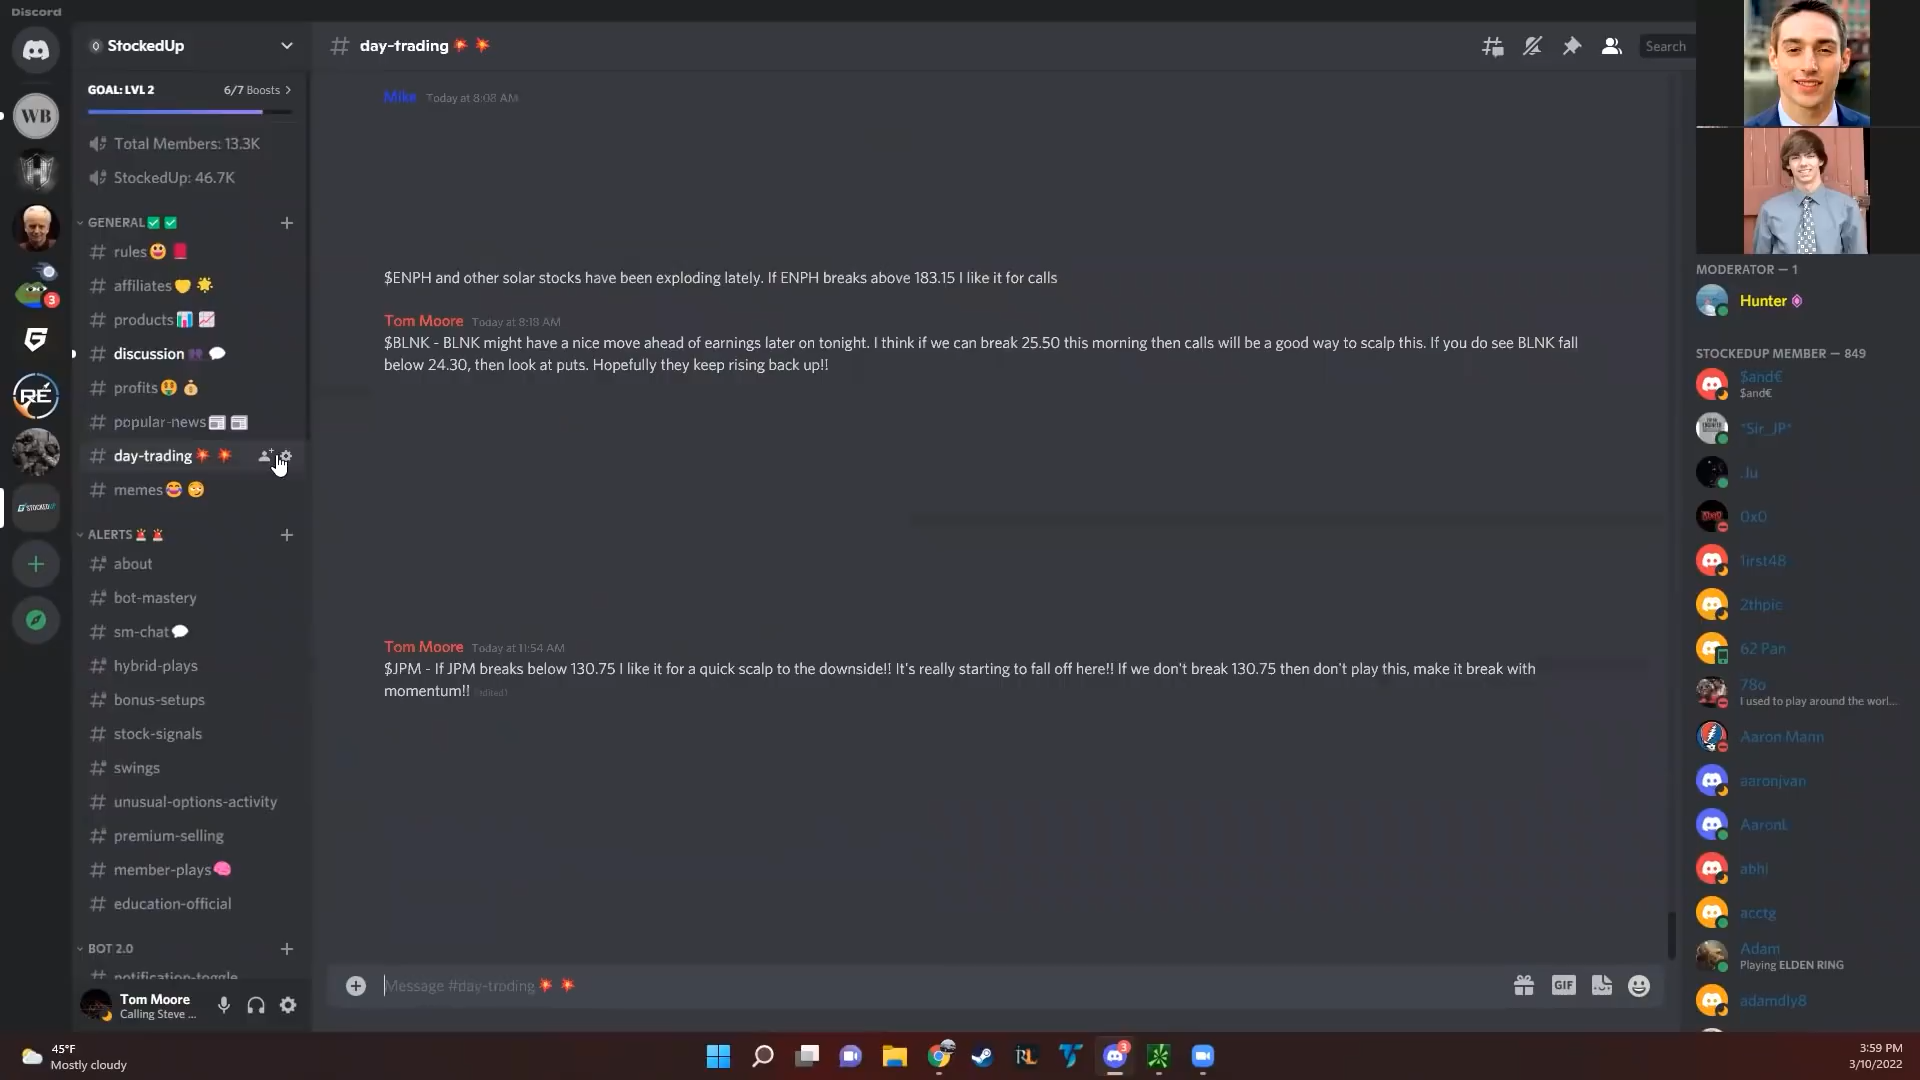 Discord
StockedUp
GOAL: LVL 2 6/7 Boosts
Total Members: 13.3K
StockedUp: 46.7K
GENERAL
rules
affiliates
products
discussion
profits
popular-news
day-trading
memes
ALERTS
about
bot-mastery
sm-chat
hybrid-plays
bonus-setups
stock-signals
swings
unusual-options-activity
premium-selling
member-plays
education-official
BOT 2.0
notification-toggle
Tom Moore
Calling Steve ...
WB
3
RE
STOCKEDUP
# day-trading
Search
Mike Today at 8:08 AM
$ENPH and other solar stocks have been exploding lately. If ENPH breaks above 183.15 I like it for calls
Tom Moore Today at 8:18 AM
$BLNK - BLNK might have a nice move ahead of earnings later on tonight. I think if we can break 25.50 this morning then calls will be a good way to scalp this. If you do see BLNK fall
below 24.30, then look at puts. Hopefully they keep rising back up!!
Tom Moore Today at 11:54 AM
$JPM - If JPM breaks below 130.75 I like it for a quick scalp to the downside!! It's really starting to fall off here!! If we don't break 130.75 then don't play this, make it break with
momentum!! (edited)
Message #day-trading
GIF
MODERATOR — 1
Hunter
STOCKEDUP MEMBER — 849
$and€
$and€
*Sir_JP*
.Ju
0x0
1irst48
2thpic
62 Pan
78o
I used to play around the worl...
Aaron Mann
aaronjvan
AaronL
abhi
acctg
Adam
Playing ELDEN RING
adamdly8
45°F
Mostly cloudy
RL
3
3:59 PM
3/10/2022